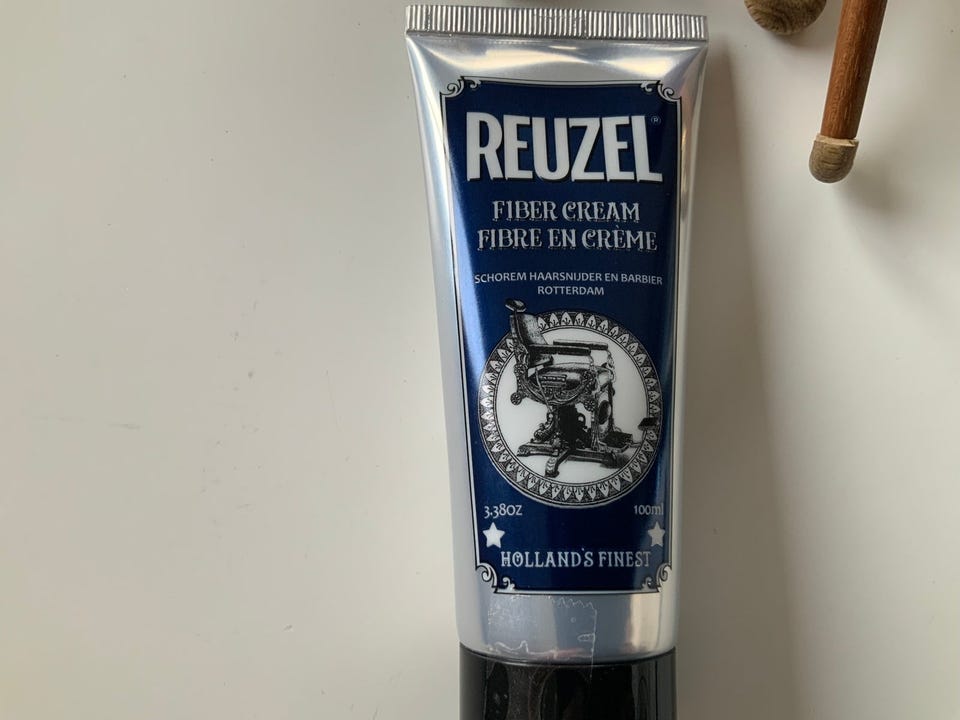 REUZEL®
FIBER CREAM
FIBRE EN CRÈME
SCHOREM HAARSNIJDER EN BARBIER
ROTTERDAM
3.38OZ 100ml
HOLLAND'S FINEST